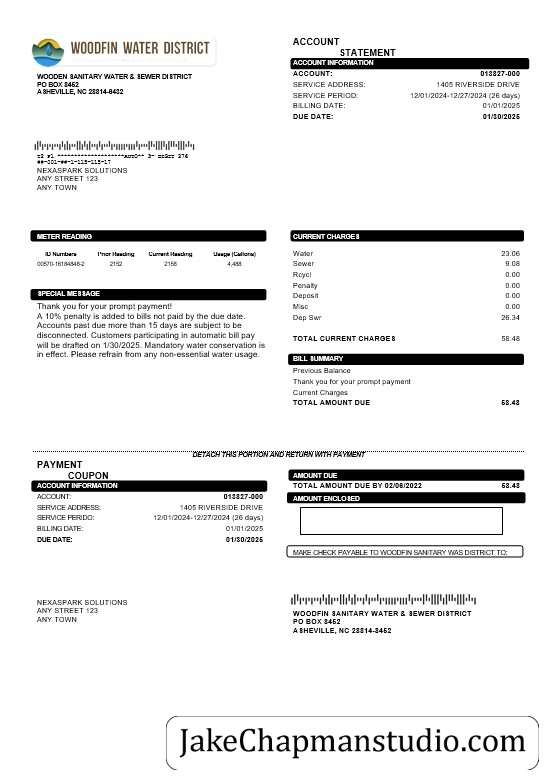 WOODFIN WATER DISTRICT
WOODEN SANITARY WATER & SEWER DISTRICT
PO BOX 8452
ASHEVILLE, NC 28814-8432
ACCOUNT
STATEMENT
ACCOUNT INFORMATION
ACCOUNT: 013827-000
SERVICE ADDRESS: 1405 RIVERSIDE DRIVE
SERVICE PERIOD: 12/01/2024-12/27/2024 (26 days)
BILLING DATE: 01/01/2025
DUE DATE: 01/30/2025
##-001-##-1-115-115-17
NEXASPARK SOLUTIONS
ANY STREET 123
ANY TOWN
METER READING
ID Numbers Prior Reading Current Reading Usage (Gallons)
00570-16184848-2 2152 2158 4,488
SPECIAL MESSAGE
Thank you for your prompt payment!
A 10% penalty is added to bills not paid by the due date.
Accounts past due more than 15 days are subject to be
disconnected. Customers participating in automatic bill pay
will be drafted on 1/30/2025. Mandatory water conservation is
in effect. Please refrain from any non-essential water usage.
CURRENT CHARGES
Water 23.06
Sewer 9.08
Roycl 0.00
Penalty 0.00
Deposit 0.00
Misc 0.00
Dep Swr 26.34
TOTAL CURRENT CHARGES 58.48
BILL SUMMARY
Previous Balance
Thank you for your prompt payment
Current Charges
TOTAL AMOUNT DUE 58.48
DETACH THIS PORTION AND RETURN WITH PAYMENT
PAYMENT
COUPON
ACCOUNT INFORMATION
ACCOUNT: 013827-000
SERVICE ADDRESS: 1405 RIVERSIDE DRIVE
SERVICE PERIDO: 12/01/2024-12/27/2024 (26 days)
BILLING DATE: 01/01/2025
DUE DATE: 01/30/2025
AMOUNT DUE
TOTAL AMOUNT DUE BY 02/06/2022 58.48
AMOUNT ENCLOSED
MAKE CHECK PAYABLE TO WOODFIN SANITARY WAS DISTRICT TO:
NEXASPARK SOLUTIONS
ANY STREET 123
ANY TOWN
WOODFIN SANITARY WATER & SEWER DISTRICT
PO BOX 8452
ASHEVILLE, NC 28814-8452
JakeChapmanstudio.com